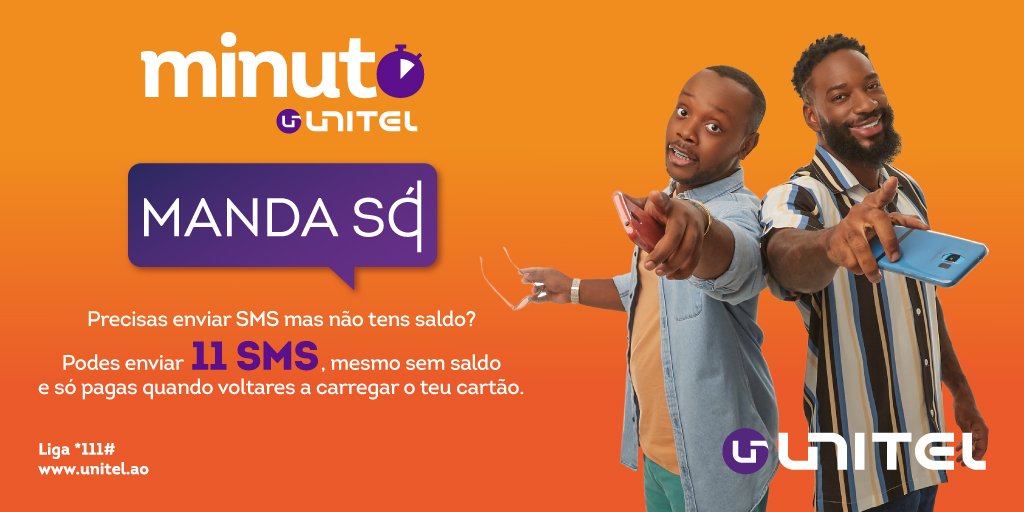 minuto
UNITEL
MANDA SÓ
Precisas enviar SMS mas não tens saldo?
Podes enviar 11 SMS, mesmo sem saldo
e só pagas quando voltares a carregar o teu cartão.
Liga *111#
www.unitel.ao
UNITEL